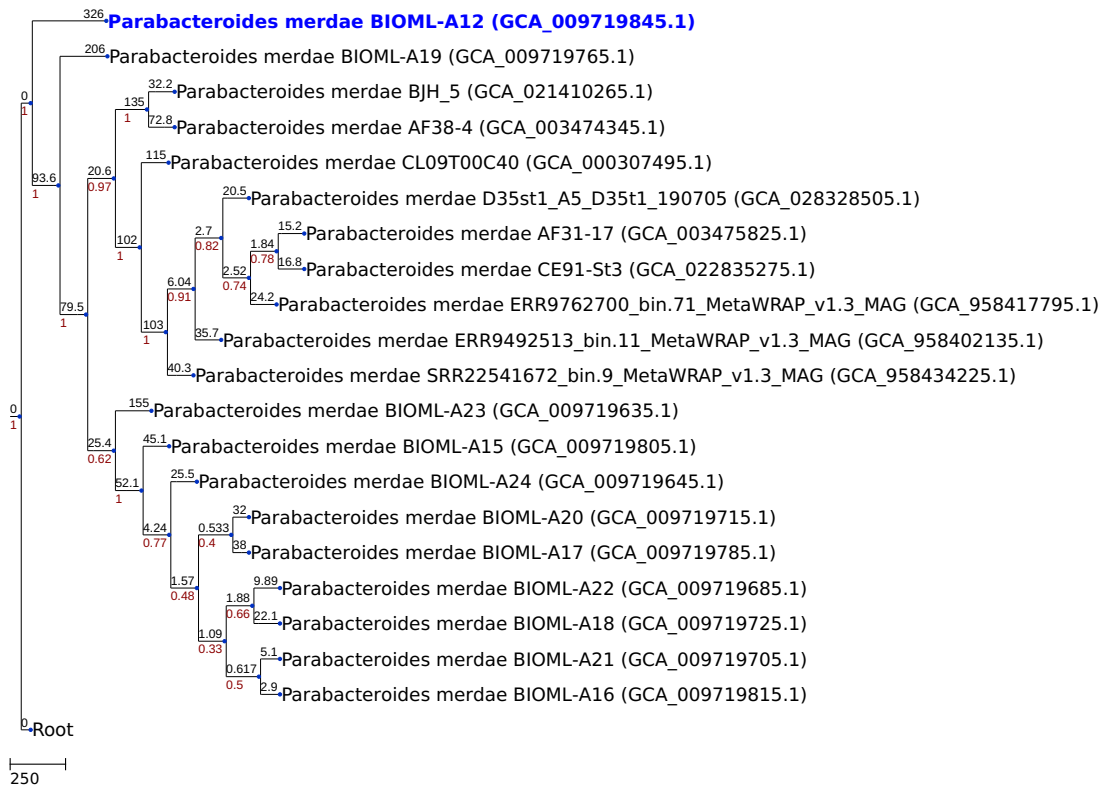 326 Parabacteroides merdae BIOML-A12 (GCA_009719845.1)
206 Parabacteroides merdae BIOML-A19 (GCA_009719765.1)
32.2 Parabacteroides merdae BJH_5 (GCA_021410265.1)
0 135
1 1
72.8 Parabacteroides merdae AF38-4 (GCA_003474345.1)
115 Parabacteroides merdae CL09T00C40 (GCA_000307495.1)
93.6 20.6
1 0.97
20.5 Parabacteroides merdae D35st1_A5_D35t1_190705 (GCA_028328505.1)
15.2 Parabacteroides merdae AF31-17 (GCA_003475825.1)
102 2.7 1.84
1 0.82 0.78
16.8 Parabacteroides merdae CE91-St3 (GCA_022835275.1)
6.04 2.52
0.91 0.74
24.2 Parabacteroides merdae ERR9762700_bin.71_MetaWRAP_v1.3_MAG (GCA_958417795.1)
79.5 103
1 1
35.7 Parabacteroides merdae ERR9492513_bin.11_MetaWRAP_v1.3_MAG (GCA_958402135.1)
40.3 Parabacteroides merdae SRR22541672_bin.9_MetaWRAP_v1.3_MAG (GCA_958434225.1)
0
1
155 Parabacteroides merdae BIOML-A23 (GCA_009719635.1)
45.1 Parabacteroides merdae BIOML-A15 (GCA_009719805.1)
25.4
0.62
25.5 Parabacteroides merdae BIOML-A24 (GCA_009719645.1)
52.1
1
32 Parabacteroides merdae BIOML-A20 (GCA_009719715.1)
4.24 0.533
0.77 0.4
38 Parabacteroides merdae BIOML-A17 (GCA_009719785.1)
9.89 Parabacteroides merdae BIOML-A22 (GCA_009719685.1)
1.57 1.88
0.48 0.66
22.1 Parabacteroides merdae BIOML-A18 (GCA_009719725.1)
1.09
0.33
5.1 Parabacteroides merdae BIOML-A21 (GCA_009719705.1)
0.617
0.5
2.9 Parabacteroides merdae BIOML-A16 (GCA_009719815.1)
0 Root
250